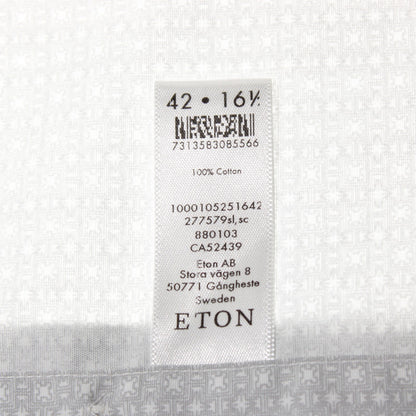 42 • 16½
7313583085566
100% Cotton
1000105251642
277579sl,sc
880103
CA52439
Eton AB
Stora vägen 8
50771 Gånghester
Sweden
ETON